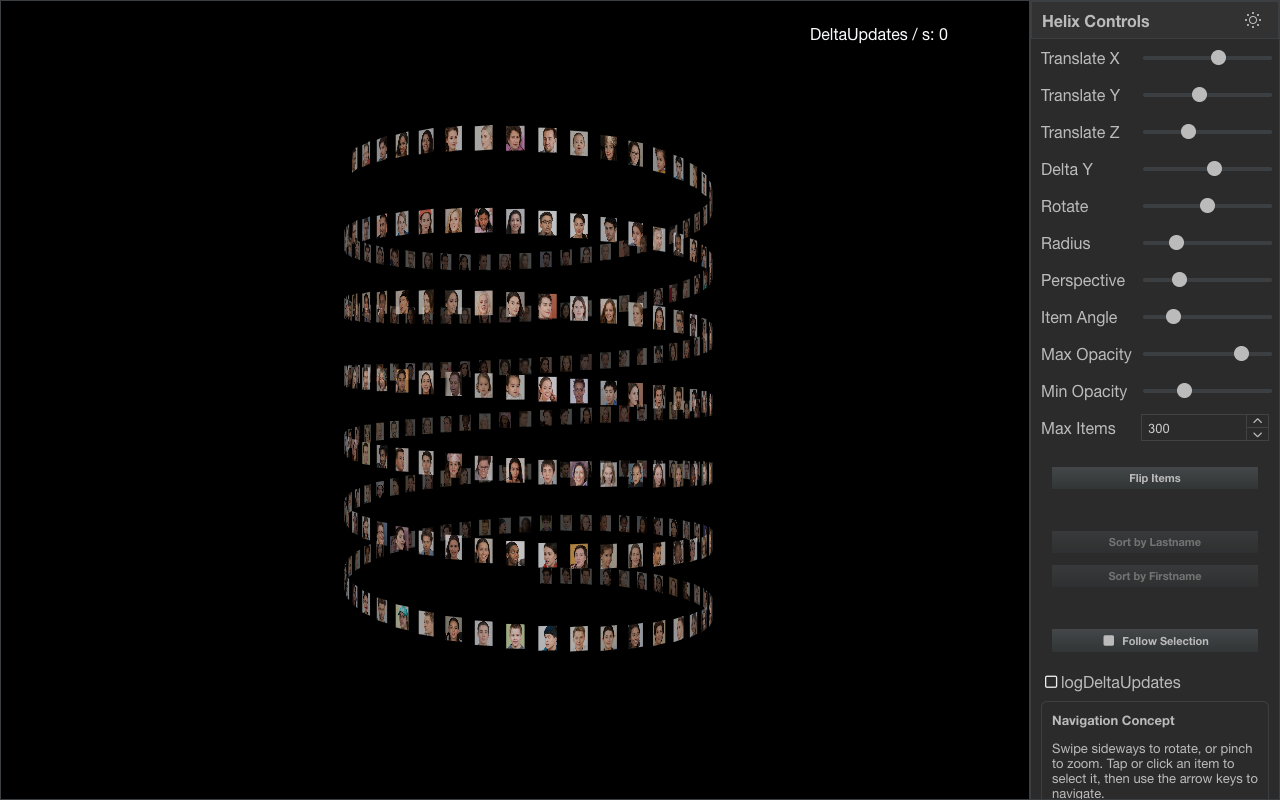 DeltaUpdates / s: 0
Helix Controls
Translate X
Translate Y
Translate Z
Delta Y
Rotate
Radius
Perspective
Item Angle
Max Opacity
Min Opacity
Max Items 300
Flip Items
Sort by Lastname
Sort by Firstname
Follow Selection
logDeltaUpdates
Navigation Concept
Swipe sideways to rotate, or pinch
to zoom. Tap or click an item to
select it, then use the arrow keys to
navigate.